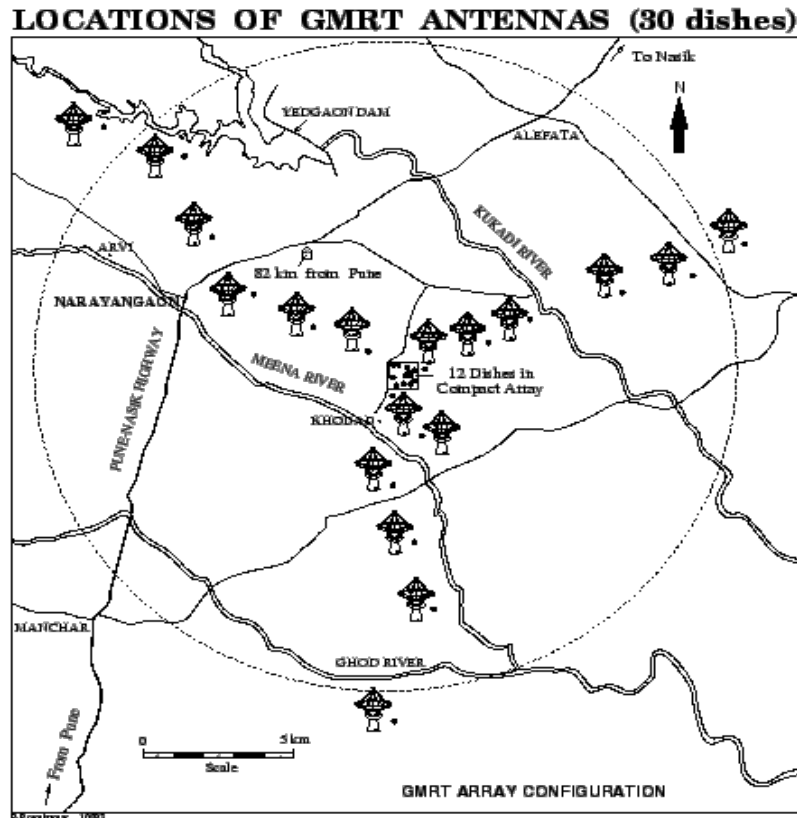 LOCATIONS OF GMRT ANTENNAS (30 dishes)
To Nasik
N
YEDGAON DAM
ALEFATA
KUKADI RIVER
ARVI
82 km from Pune
NARAYANGAON
MEENA RIVER
12 Dishes in
Compact Array
PUNE-NASIK HIGHWAY
KHODAD
MANCHAR
GHOD RIVER
From Pune
0
5 km
Scale
GMRT ARRAY CONFIGURATION